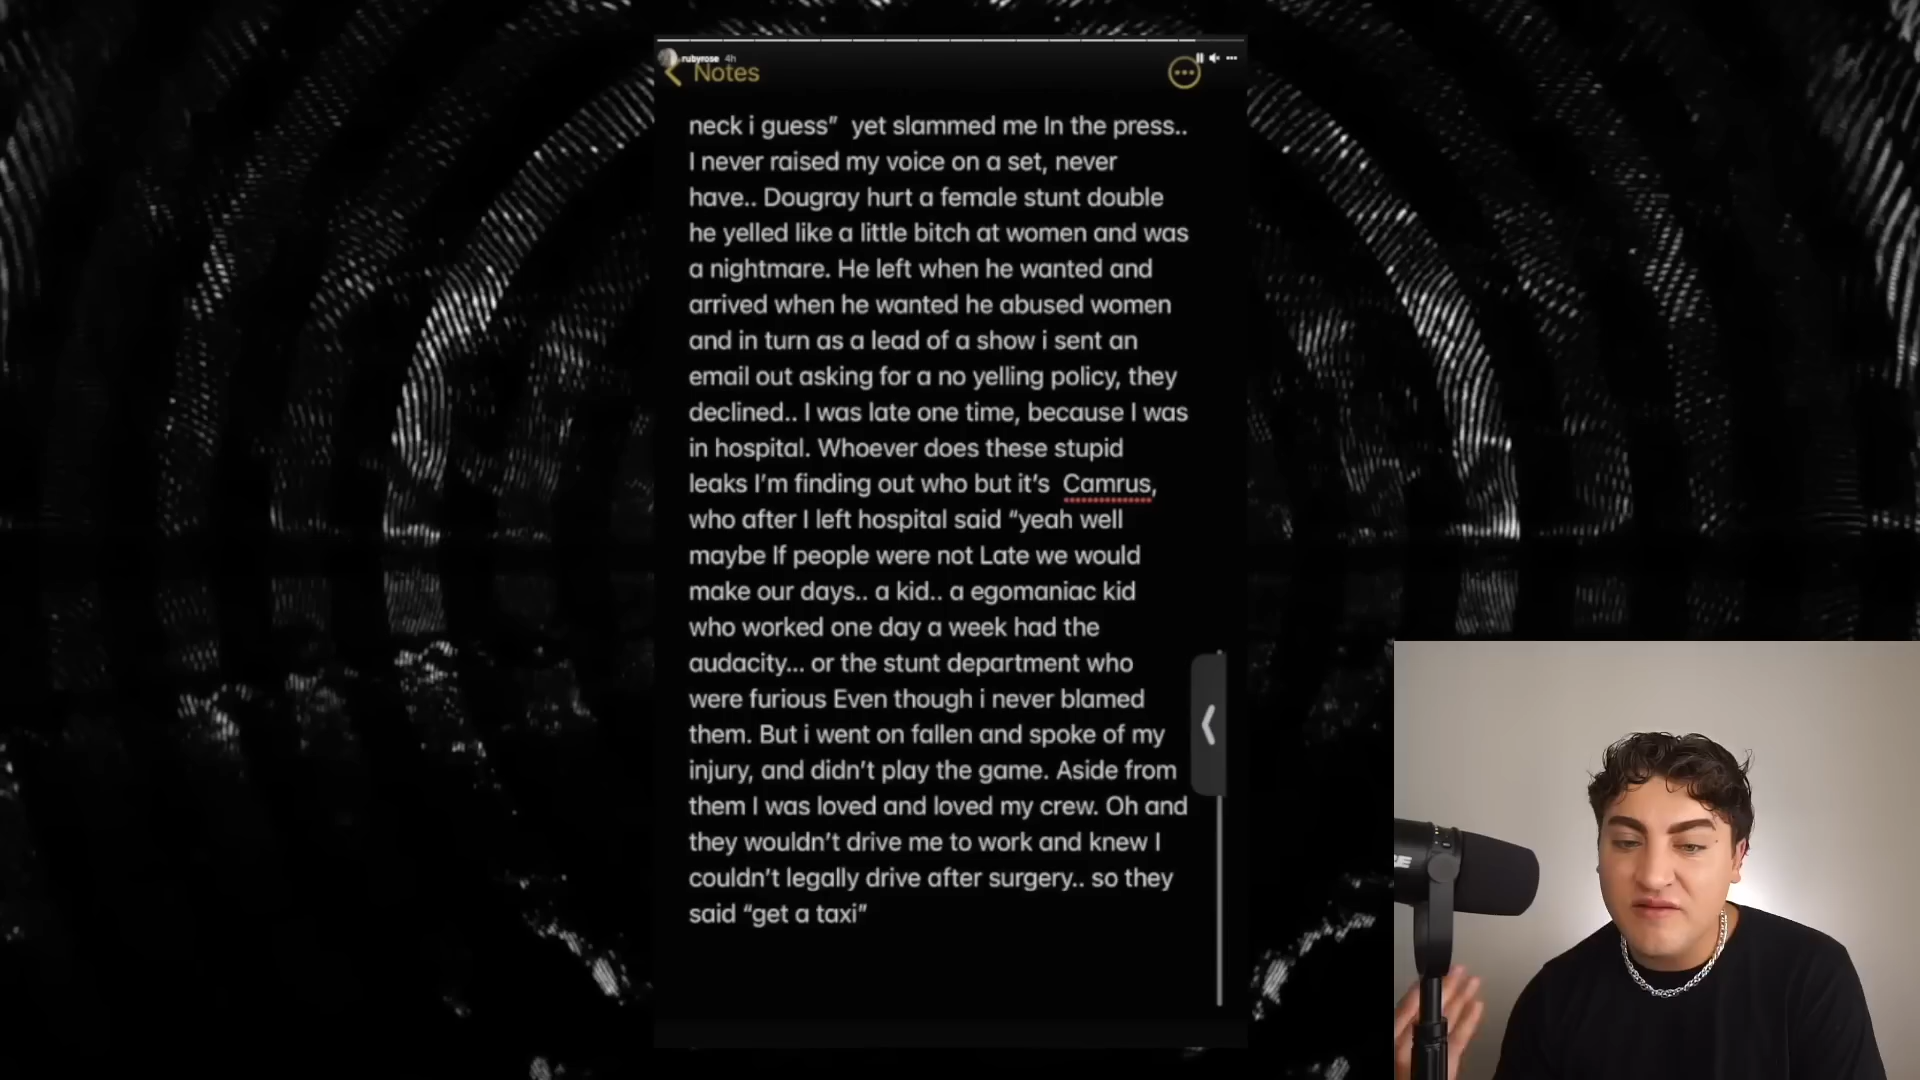 rubyrose 4h
Notes
neck i guess” yet slammed me In the press..
I never raised my voice on a set, never
have.. Dougray hurt a female stunt double
he yelled like a little bitch at women and was
a nightmare. He left when he wanted and
arrived when he wanted he abused women
and in turn as a lead of a show i sent an
email out asking for a no yelling policy, they
declined.. I was late one time, because I was
in hospital. Whoever does these stupid
leaks I’m finding out who but it’s Camrus,
who after I left hospital said “yeah well
maybe If people were not Late we would
make our days.. a kid.. a egomaniac kid
who worked one day a week had the
audacity... or the stunt department who
were furious Even though i never blamed
them. But i went on fallen and spoke of my
injury, and didn’t play the game. Aside from
them I was loved and loved my crew. Oh and
they wouldn’t drive me to work and knew I
couldn’t legally drive after surgery.. so they
said “get a taxi”